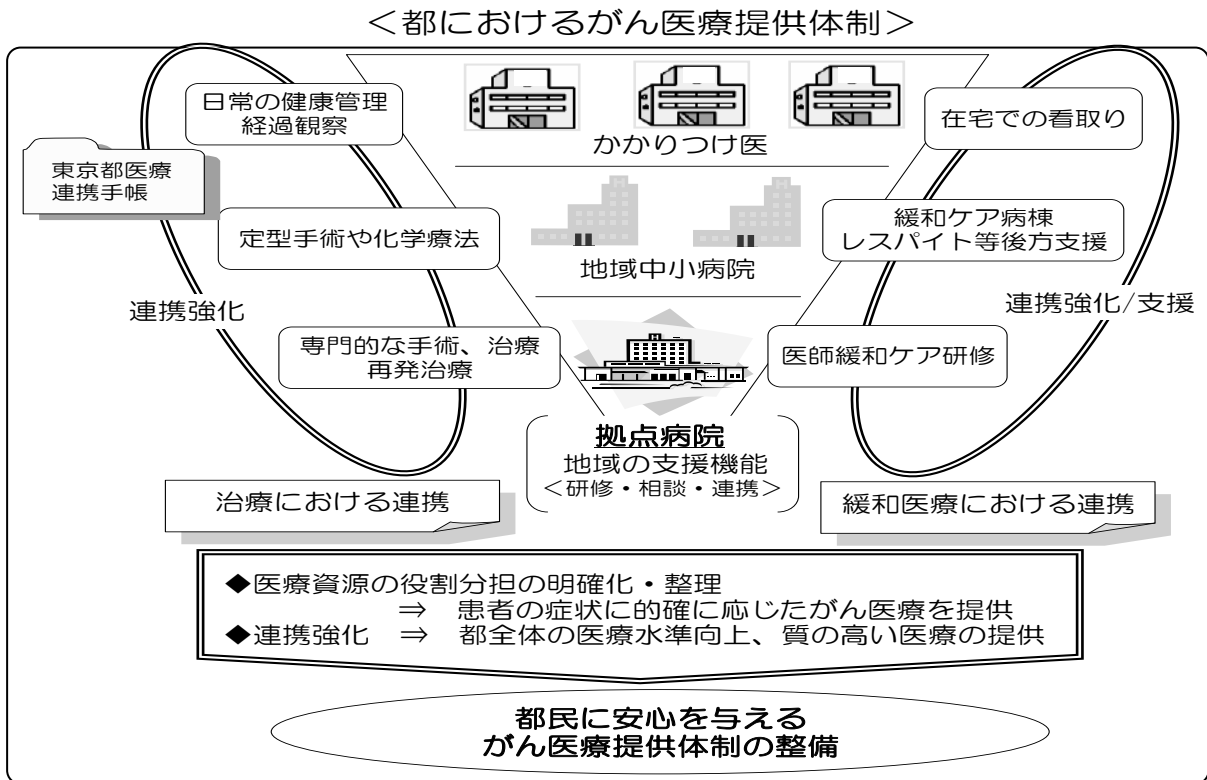 ＜都におけるがん医療提供体制＞
日常の健康管理
経過観察
かかりつけ医
在宅での看取り
東京都医療
連携手帳
定型手術や化学療法
地域中小病院
緩和ケア病棟
レスパイト等後方支援
連携強化
連携強化/支援
専門的な手術、治療
再発治療
医師緩和ケア研修
拠点病院
地域の支援機能
＜研修・相談・連携＞
治療における連携
緩和医療における連携
◆医療資源の役割分担の明確化・整理
⇒ 患者の症状に的確に応じたがん医療を提供
◆連携強化 ⇒ 都全体の医療水準向上、質の高い医療の提供
都民に安心を与える
がん医療提供体制の整備